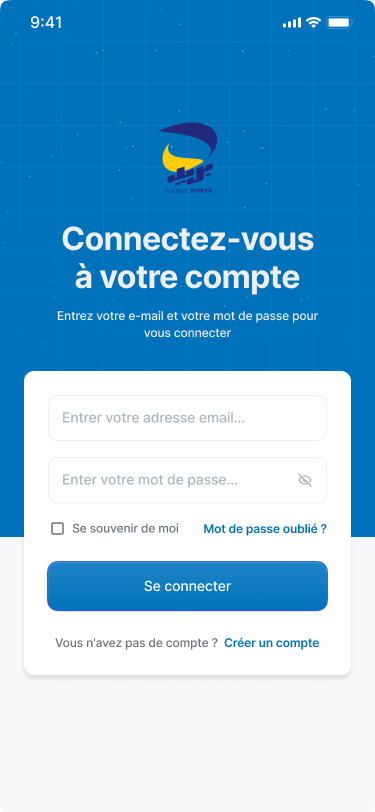 9:41
ALGÉRIE POSTE
Connectez-vous
à votre compte
Entrez votre e-mail et votre mot de passe pour
vous connecter
Entrer votre adresse email...
Enter votre mot de passe...
Se souvenir de moi Mot de passe oublié ?
Se connecter
Vous n'avez pas de compte ? Créer un compte